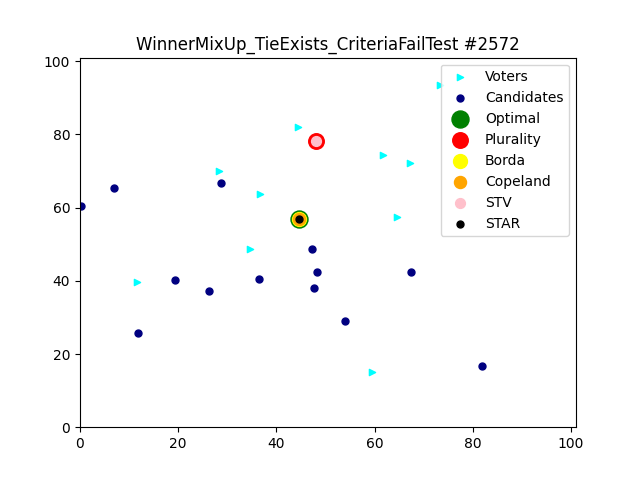 WinnerMixUp_TieExists_CriteriaFailTest #2572
100
80
60
40
20
0
0
20
40
60
80
100
Voters
Candidates
Optimal
Plurality
Borda
Copeland
STV
STAR